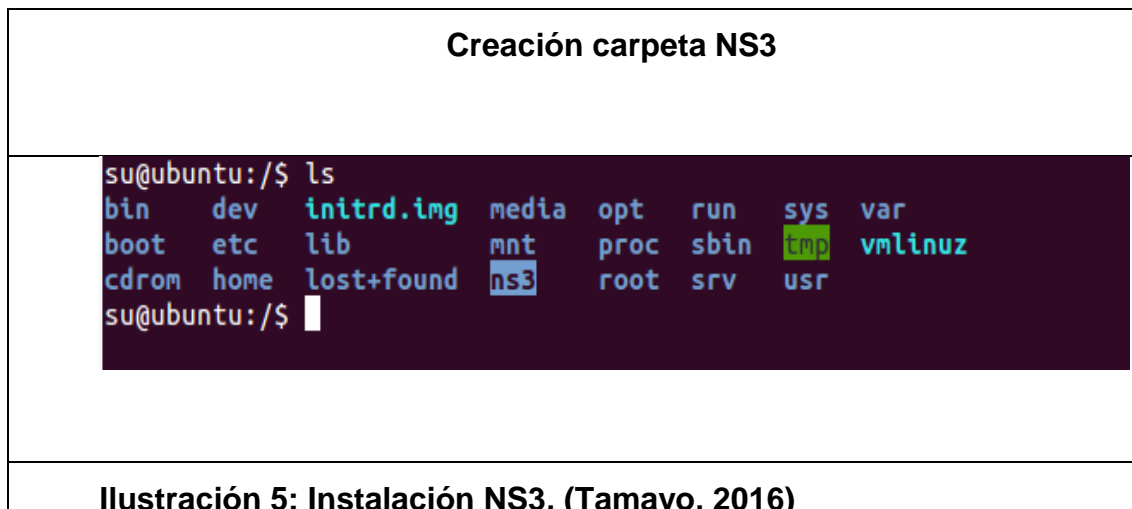 Creación carpeta NS3
su@ubuntu:/$ ls
bin dev initrd.img media opt run sys var
boot etc lib mnt proc sbin tmp vmlinuz
cdrom home lost+found ns3 root srv usr
su@ubuntu:/$
Ilustración 5: Instalación NS3. (Tamayo, 2016)